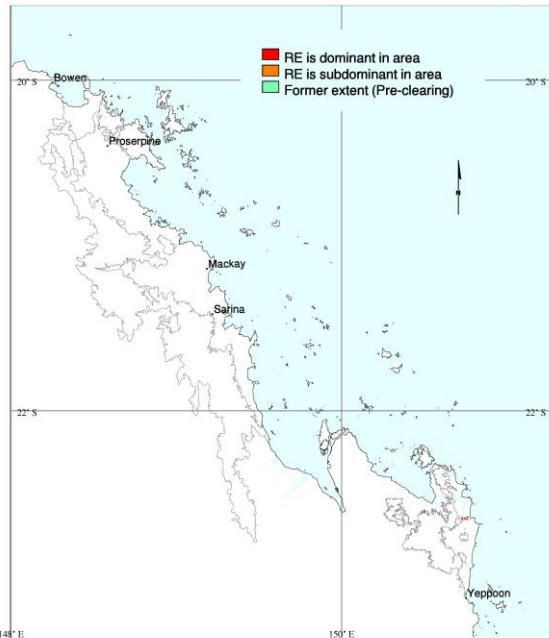 RE is dominant in area
RE is subdominant in area
Former extent (Pre-clearing)
20° S
20° S
Bowen
Proserpine
N
Mackay
Sarina
22° S
22° S
Yeppoon
148° E
150° E